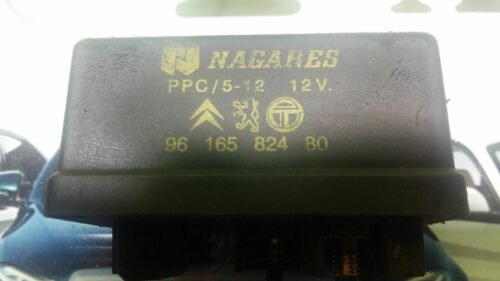 NAGARES
PPC/5-12 12V.
96 165 824 80